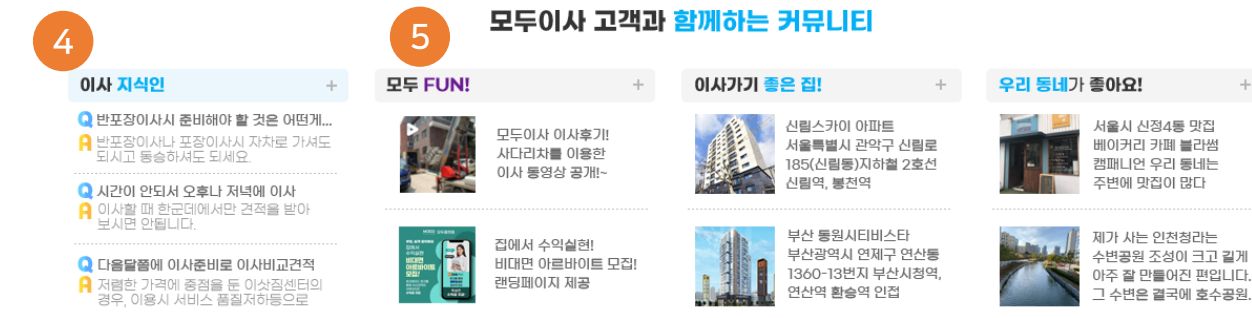 모두이사 고객과 함께하는 커뮤니티
4
이사 지식인 +
Q 반포장이사시 준비해야 할 것은 어떻게...
A 반포장이사나 포장이사시 자차로 가셔도
되시고 동승하셔도 되세요.
Q 시간이 안되서 오후나 저녁에 이사
A 이사할 때 한군데에서만 견적을 받아
보시면 안됩니다.
Q 다음달쯤에 이사준비로 이사비교견적
A 저렴한 가격에 중점을 둔 이삿짐센터의
경우, 이용시 서비스 품질저하등으로
5
모두 FUN! +
모두이사 이사후기!
사다리차를 이용한
이사 동영상 공개!~
비대면
아르바이트
모집!
집에서 수익실현!
비대면 아르바이트 모집!
랜딩페이지 제공
이사가기 좋은 집! +
신림스카이 아파트
서울특별시 관악구 신림로
185(신림동)지하철 2호선
신림역, 봉천역
부산 동원시티비스타
부산광역시 연제구 연산동
1360-13번지 부산시청역,
연산역 환승역 인접
우리 동네가 좋아요! +
서울시 신정4동 맛집
베이커리 카페 블라썸
캠패니언 우리 동네는
주변에 맛집이 많다
제가 사는 인천청라는
수변공원 조성이 크고 길게
아주 잘 만들어진 편입니다.
그 수변은 결국에 호수공원.